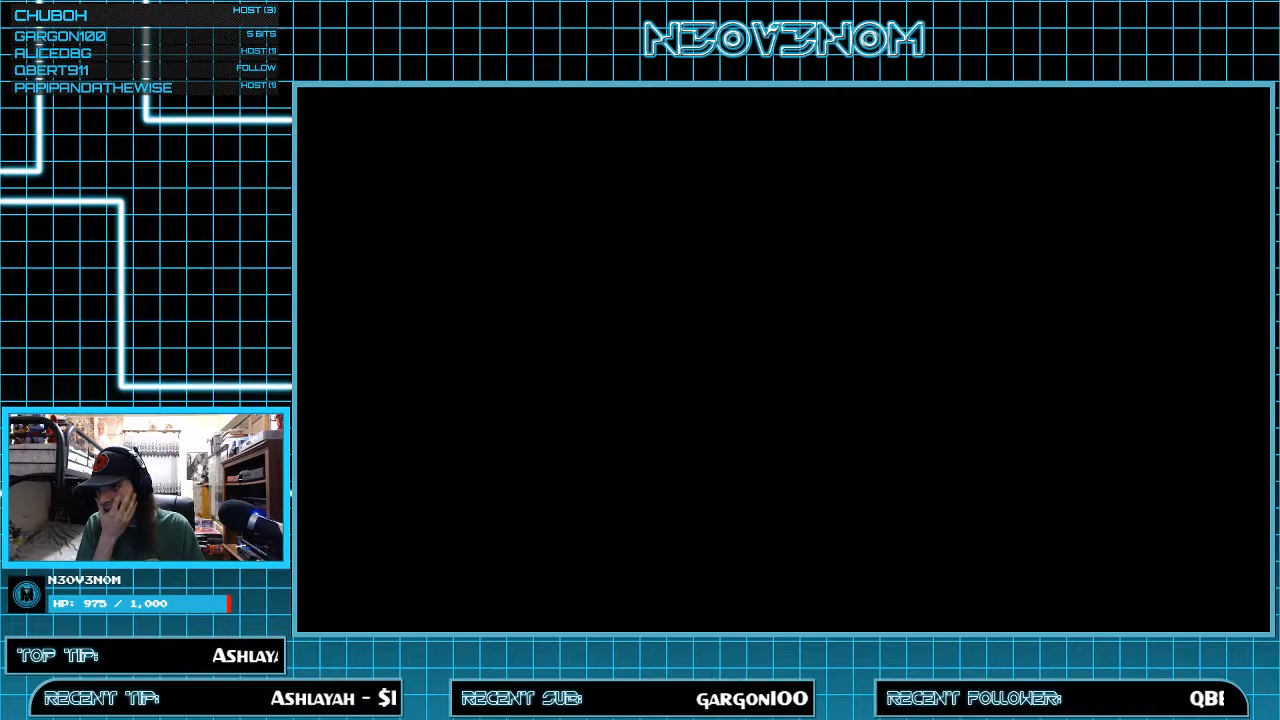 CHUBOH HOST (3)
GARGON100 5 BITS
ALICEDBG HOST (1)
QBERT911 FOLLOW
PAPIPANDATHEWISE HOST (1)
N3OV3NOM
N3OV3NOM
HP: 975 / 1,000
TOP TIP: ASHLAYA
RECENT TIP: ASHLAYAH - $1
RECENT SUB: GARGON100
RECENT FOLLOWER: QBE